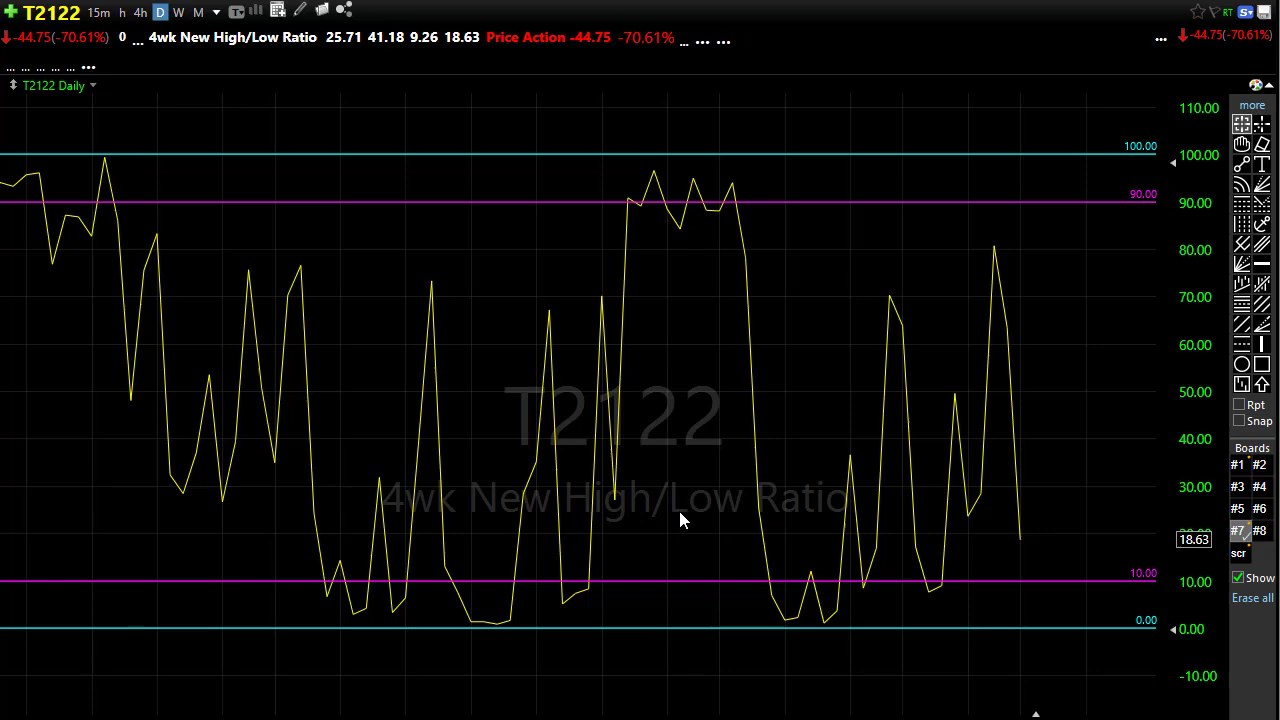 T2122 15m h 4h D W M T RT S
-44.75(-70.61%) 0 ... 4wk New High/Low Ratio 25.71 41.18 9.26 18.63 Price Action -44.75 -70.61% ... ... ... ... -44.75(-70.61%)
... ... ... ... ... ...
T2122 Daily
more
110.00
100.00
100.00
90.00
90.00
80.00
70.00
60.00
50.00
40.00
30.00
18.63
10.00
10.00
0.00
0.00
-10.00
T2122
4wk New High/Low Ratio
T
Rpt
Snap
Boards
#1 #2
#3 #4
#5 #6
#7 #8
scr
Show
Erase all